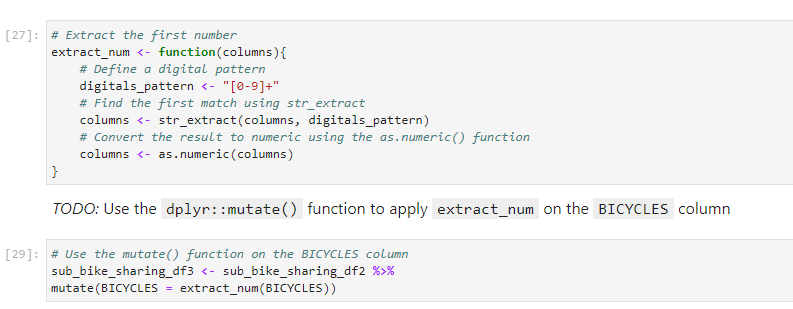 [27]: # Extract the first number
extract_num <- function(columns){
    # Define a digital pattern
    digitals_pattern <- "[0-9]+"
    # Find the first match using str_extract
    columns <- str_extract(columns, digitals_pattern)
    # Convert the result to numeric using the as.numeric() function
    columns <- as.numeric(columns)
}
TODO: Use the dplyr::mutate() function to apply extract_num on the BICYCLES column
[29]: # Use the mutate() function on the BICYCLES column
sub_bike_sharing_df3 <- sub_bike_sharing_df2 %>%
mutate(BICYCLES = extract_num(BICYCLES))